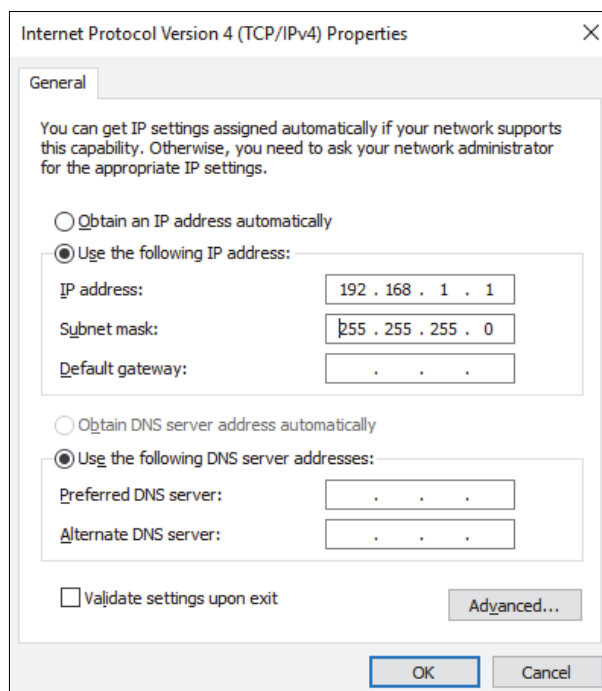 Internet Protocol Version 4 (TCP/IPv4) Properties
General
You can get IP settings assigned automatically if your network supports
this capability. Otherwise, you need to ask your network administrator
for the appropriate IP settings.
Obtain an IP address automatically
Use the following IP address:
IP address: 192 . 168 . 1 . 1
Subnet mask: 255 . 255 . 255 . 0
Default gateway: . . .
Obtain DNS server address automatically
Use the following DNS server addresses:
Preferred DNS server: . . .
Alternate DNS server: . . .
Validate settings upon exit
Advanced...
OK Cancel